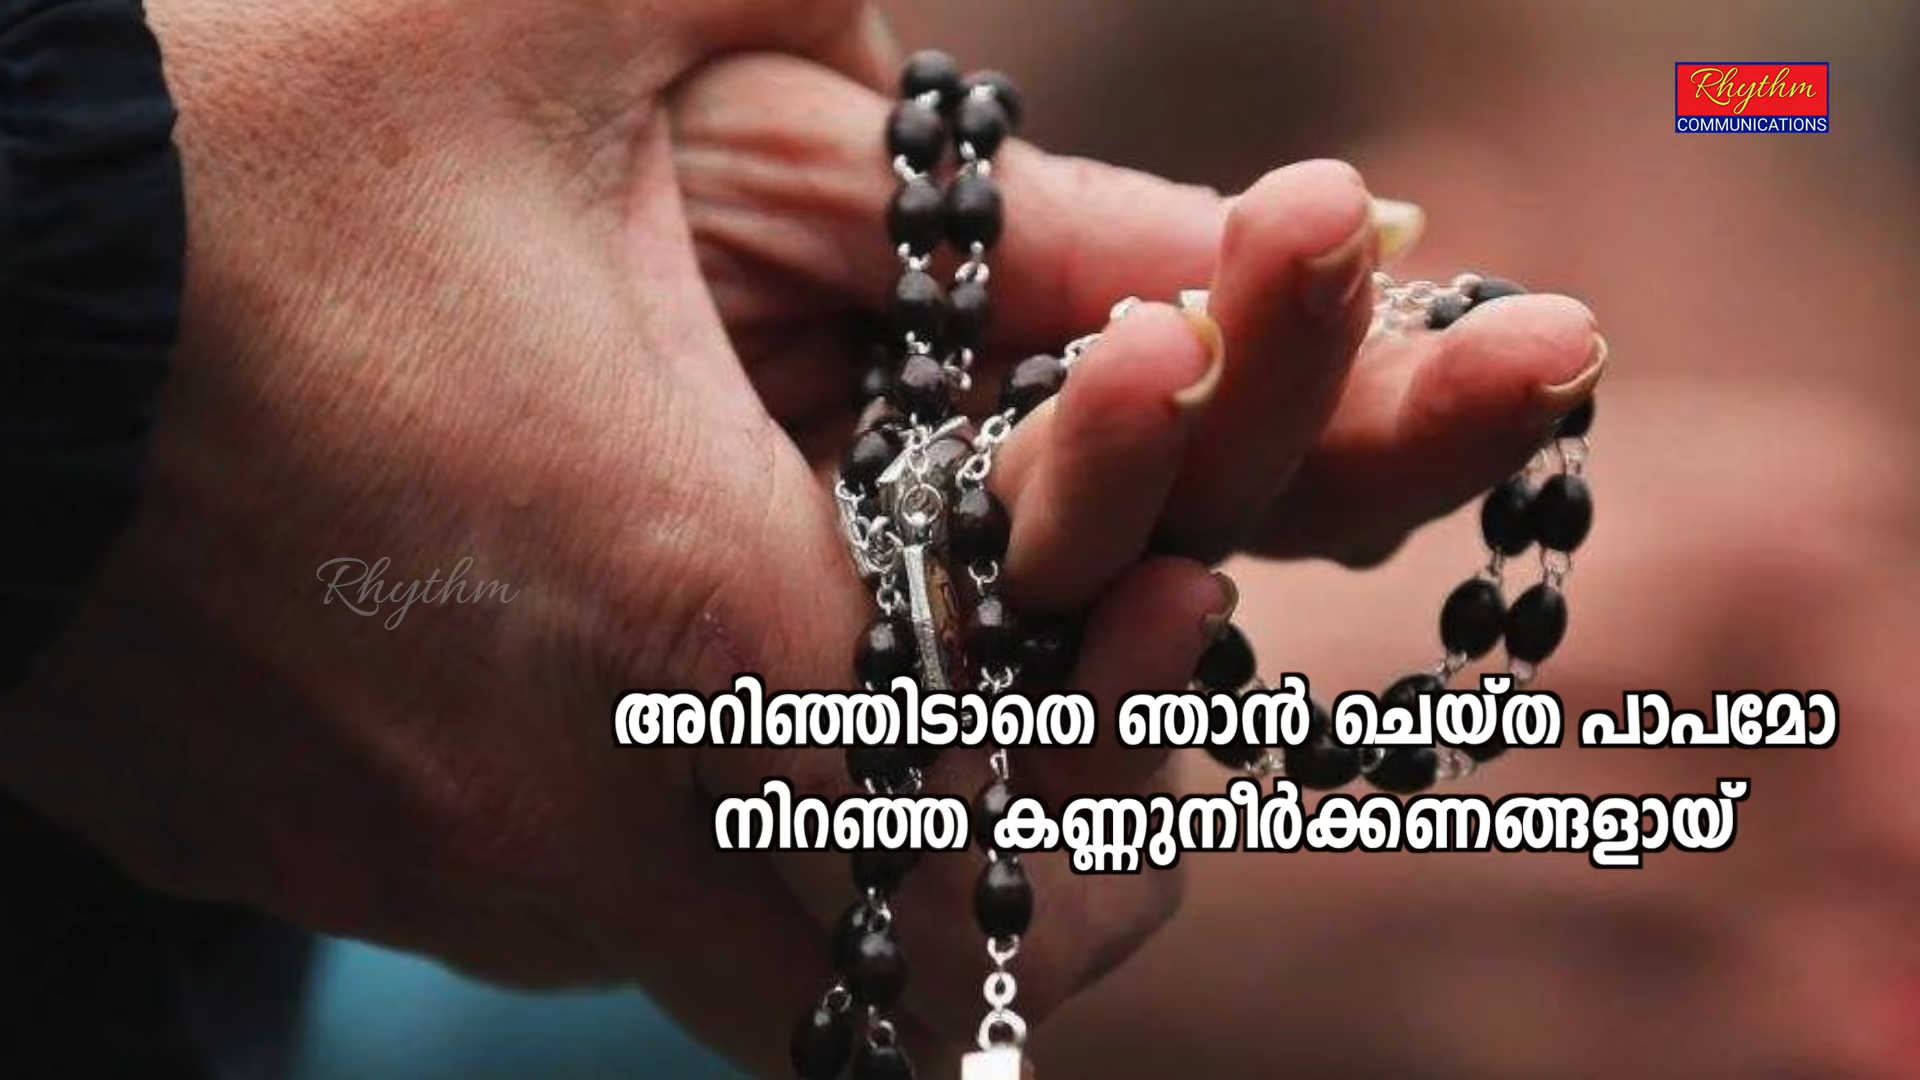 Rhythm
COMMUNICATIONS
Rhythm
അറിഞ്ഞിടാതെ ഞാൻ ചെയ്ത പാപമോ
നിറഞ്ഞ കണ്ണുനീർക്കണങ്ങളായ്